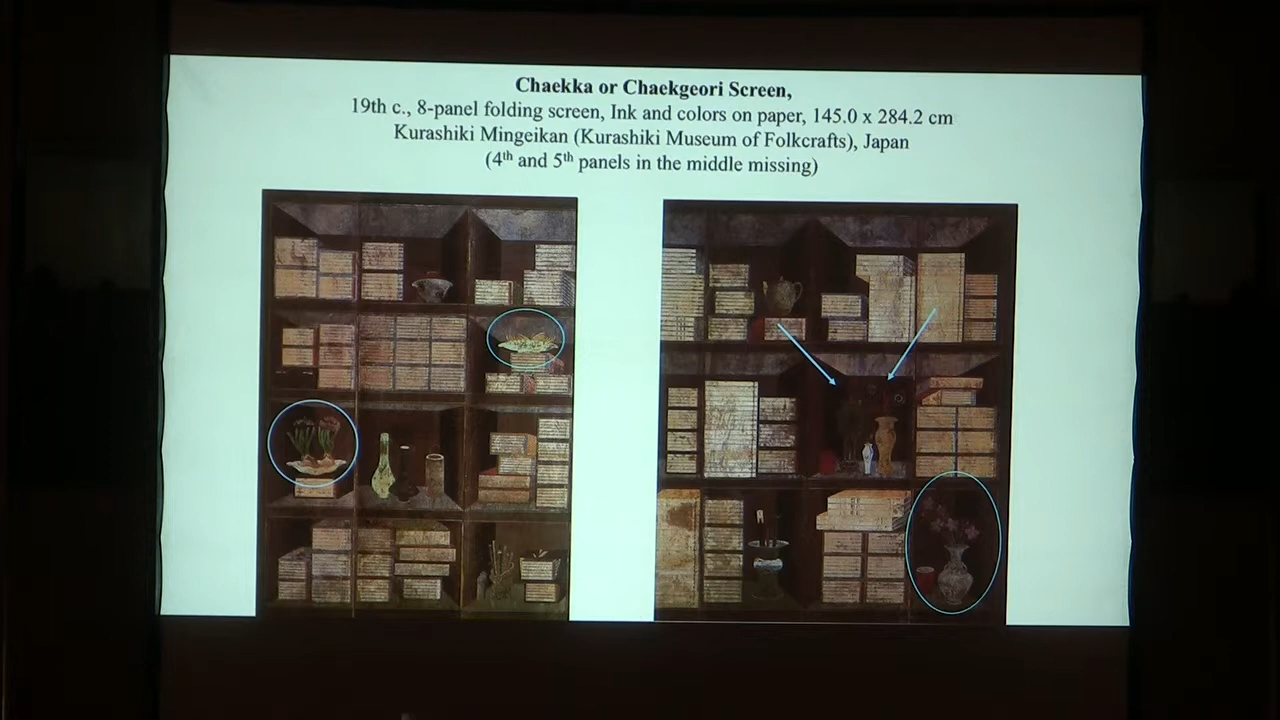 Chaekka or Chaekgeori Screen,
19th c., 8-panel folding screen, Ink and colors on paper, 145.0 x 284.2 cm
Kurashiki Mingeikan (Kurashiki Museum of Folkcrafts), Japan
(4th and 5th panels in the middle missing)